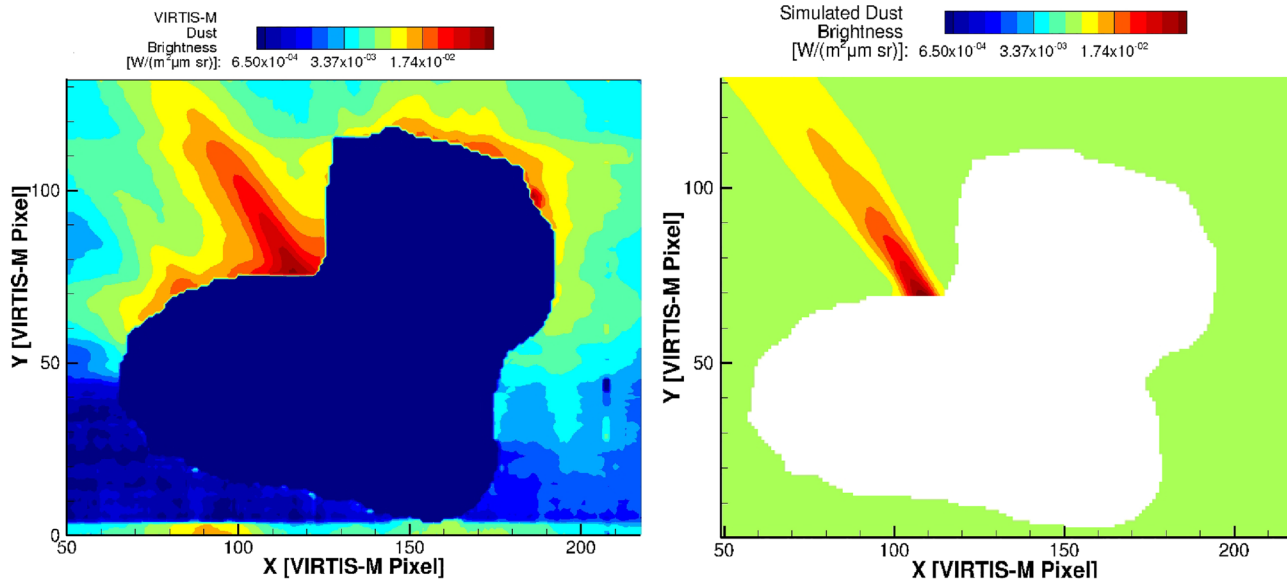 VIRTIS-M
Dust
Brightness
[W/(m²μm sr)]: 6.50x10⁻⁰⁴ 3.37x10⁻⁰³ 1.74x10⁻⁰²
Y [VIRTIS-M Pixel]
100
50
0
50 100 150 200
X [VIRTIS-M Pixel]
Simulated Dust
Brightness
[W/(m²μm sr)]: 6.50x10⁻⁰⁴ 3.37x10⁻⁰³ 1.74x10⁻⁰²
Y [VIRTIS-M Pixel]
100
50
0
50 100 150 200
X [VIRTIS-M Pixel]